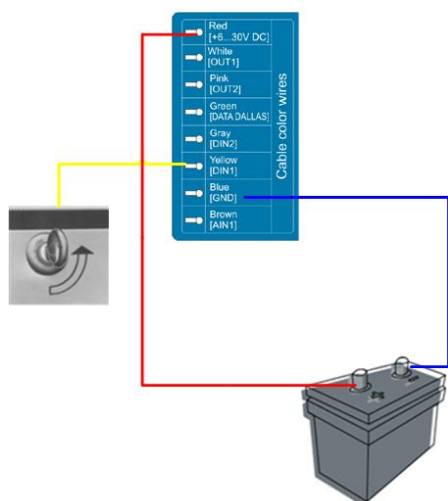 Red
[+6...30V DC]
White
[OUT1]
Pink
[OUT2]
Green
[DATA DALLAS]
Gray
[DIN2]
Yellow
[DIN1]
Blue
[GND]
Brown
[AIN1]
Cable color wires
+
-